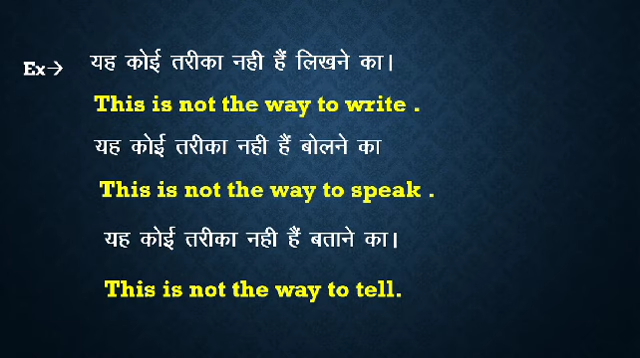 Ex→ यह कोई तरीका नही हैं लिखने का।
This is not the way to write .
यह कोई तरीका नही हैं बोलने का
This is not the way to speak .
यह कोई तरीका नही हैं बताने का।
This is not the way to tell.